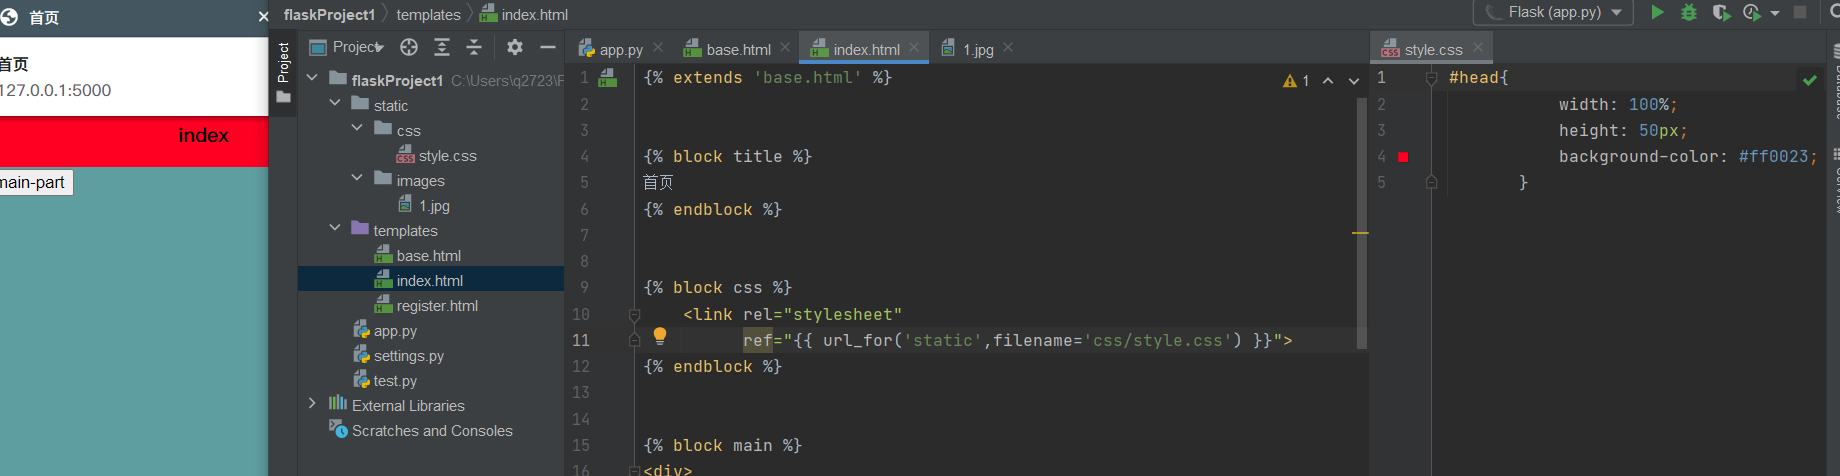 首页
首页
127.0.0.1:5000
index
main-part
flaskProject1 templates index.html
Flask (app.py)
Project
Project
flaskProject1 C:\Users\q2723\P
static
css
style.css
images
1.jpg
templates
base.html
index.html
register.html
app.py
settings.py
test.py
External Libraries
Scratches and Consoles
app.py base.html index.html 1.jpg
1 {% extends 'base.html' %}
1
2
3
4 {% block title %}
5 首页
6 {% endblock %}
7
8
9 {% block css %}
10 <link rel="stylesheet"
11 ref="{{ url_for('static',filename='css/style.css') }}">
12 {% endblock %}
13
14
15 {% block main %}
16 <div>
style.css
1 #head{
2 width: 100%;
3 height: 50px;
4 background-color: #ff0023;
5 }